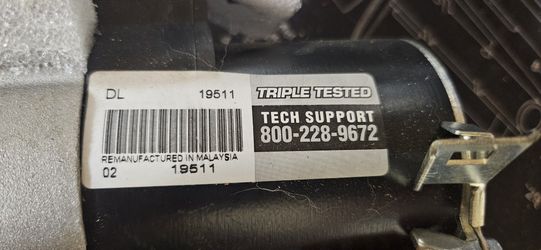 DL 19511
REMANUFACTURED IN MALAYSIA
02 19511
TRIPLE TESTED
TECH SUPPORT
800-228-9672